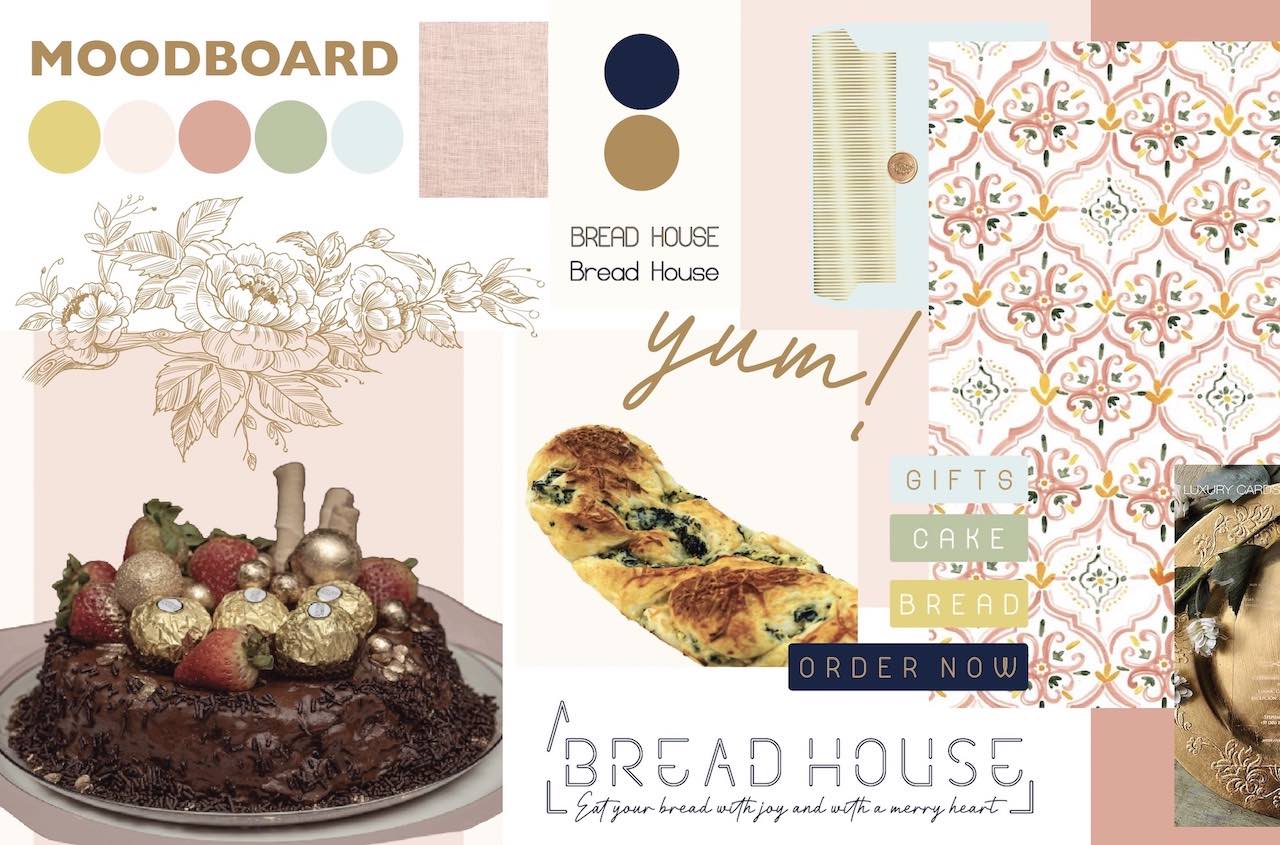 MOODBOARD
BREAD HOUSE
Bread House
yum!
GIFTS
CAKE
BREAD
ORDER NOW
LUXURY CARDS
BREAD HOUSE
Eat your bread with joy and with a merry heart